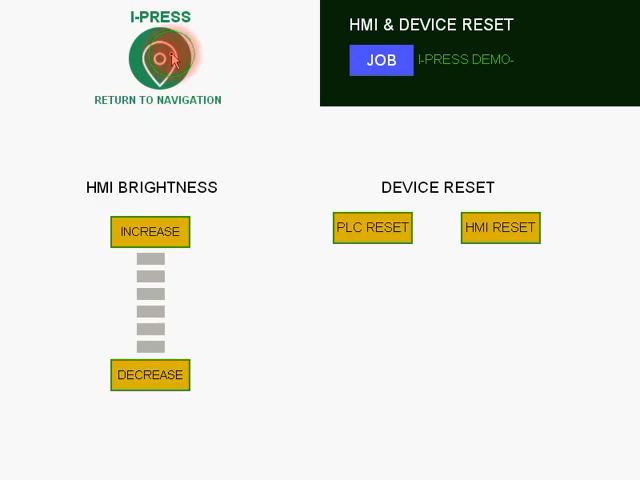 I-PRESS
RETURN TO NAVIGATION
HMI & DEVICE RESET
JOB
I-PRESS DEMO-
HMI BRIGHTNESS
INCREASE
DECREASE
DEVICE RESET
PLC RESET
HMI RESET